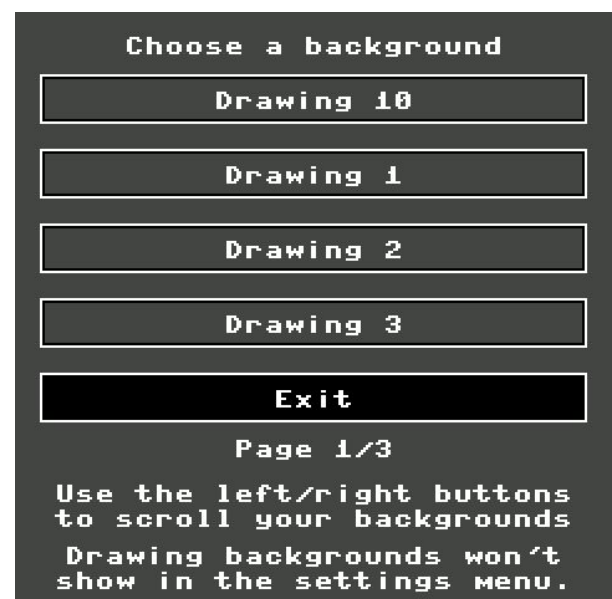 Choose a background
Drawing 10
Drawing 1
Drawing 2
Drawing 3
Exit
Page 1/3
Use the left/right buttons
to scroll your backgrounds
Drawing backgrounds won't
show in the settings menu.